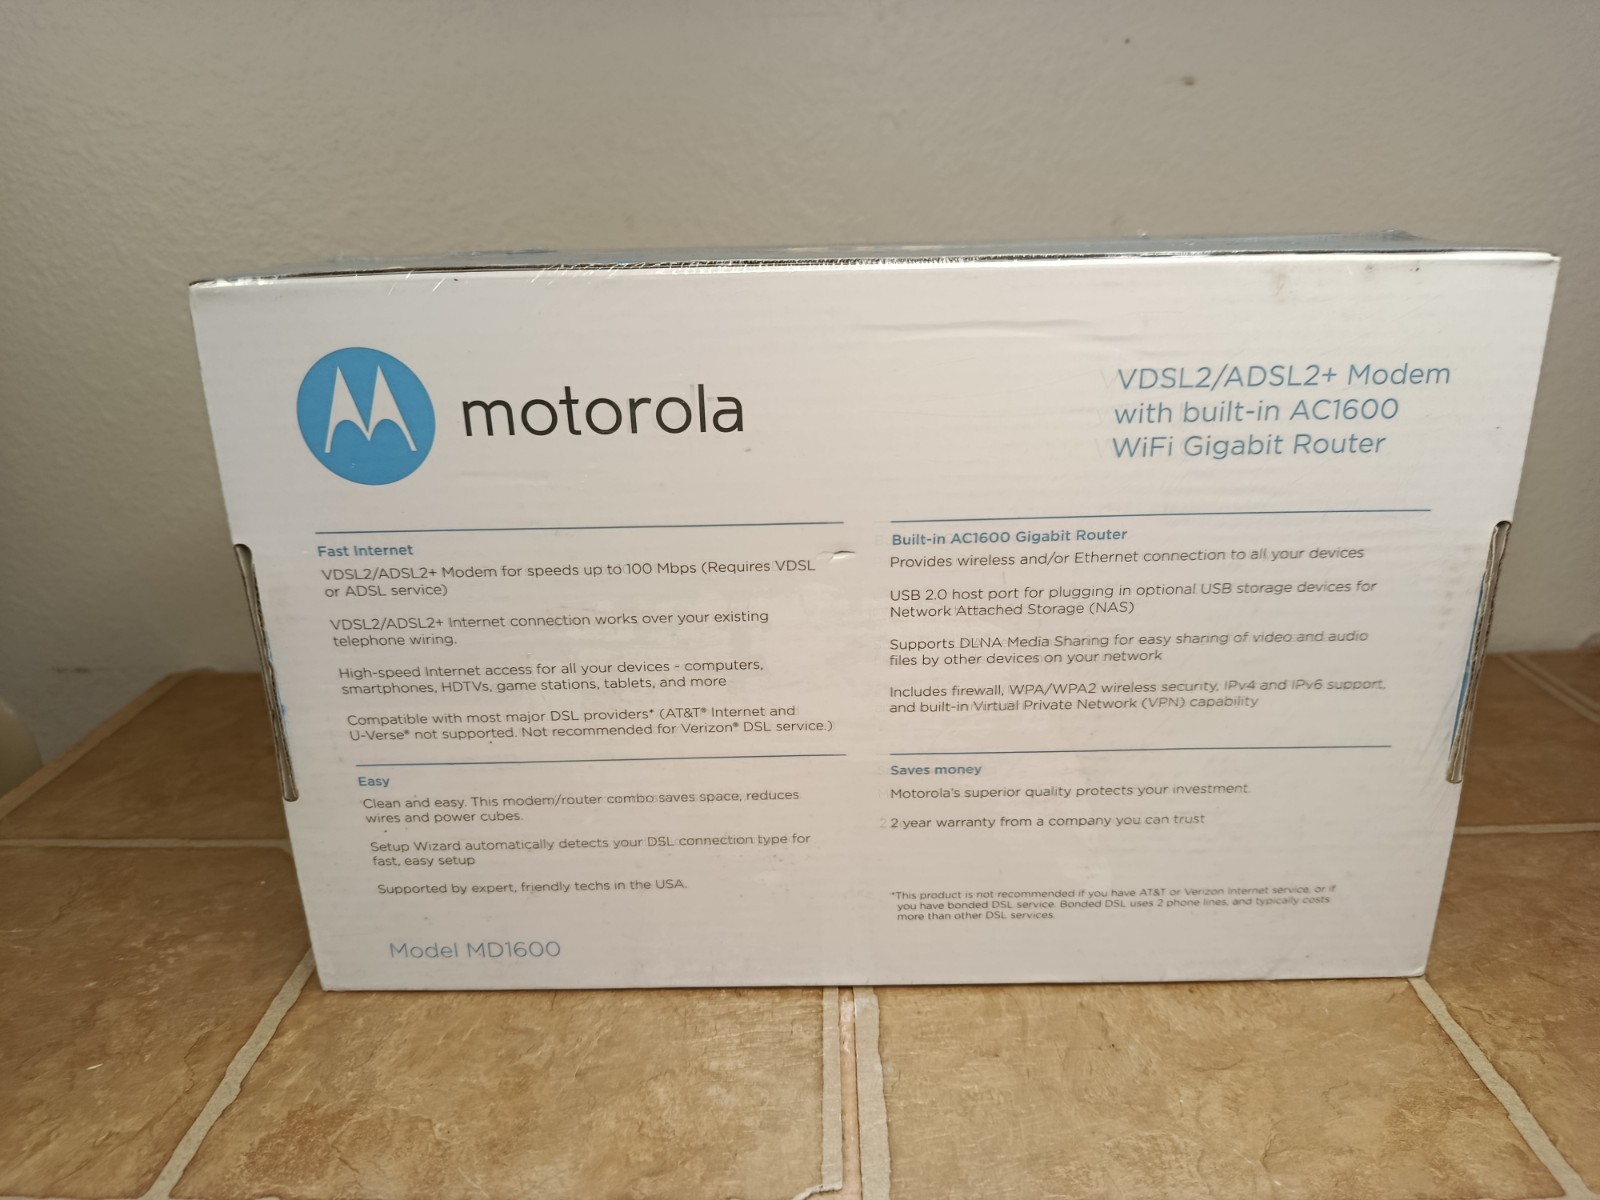 motorola
VDSL2/ADSL2+ Modem
with built-in AC1600
WiFi Gigabit Router
Fast Internet
VDSL2/ADSL2+ Modem for speeds up to 100 Mbps (Requires VDSL
or ADSL service)
VDSL2/ADSL2+ Internet connection works over your existing
telephone wiring.
High-speed Internet access for all your devices - computers,
smartphones, HDTVs, game stations, tablets, and more
Compatible with most major DSL providers* (AT&T® Internet and
U-Verse® not supported. Not recommended for Verizon® DSL service.)
Easy
Clean and easy. This modem/router combo saves space, reduces
wires and power cubes.
Setup Wizard automatically detects your DSL connection type for
fast, easy setup
Supported by expert, friendly techs in the USA.
Model MD1600
Built-in AC1600 Gigabit Router
Provides wireless and/or Ethernet connection to all your devices
USB 2.0 host port for plugging in optional USB storage devices for
Network Attached Storage (NAS)
Supports DLNA Media Sharing for easy sharing of video and audio
files by other devices on your network
Includes firewall, WPA/WPA2 wireless security, IPv4 and IPv6 support,
and built-in Virtual Private Network (VPN) capability
Saves money
Motorola's superior quality protects your investment
2 year warranty from a company you can trust
*This product is not recommended if you have AT&T or Verizon Internet service, or if
you have bonded DSL service. Bonded DSL uses 2 phone lines, and typically costs
more than other DSL services.